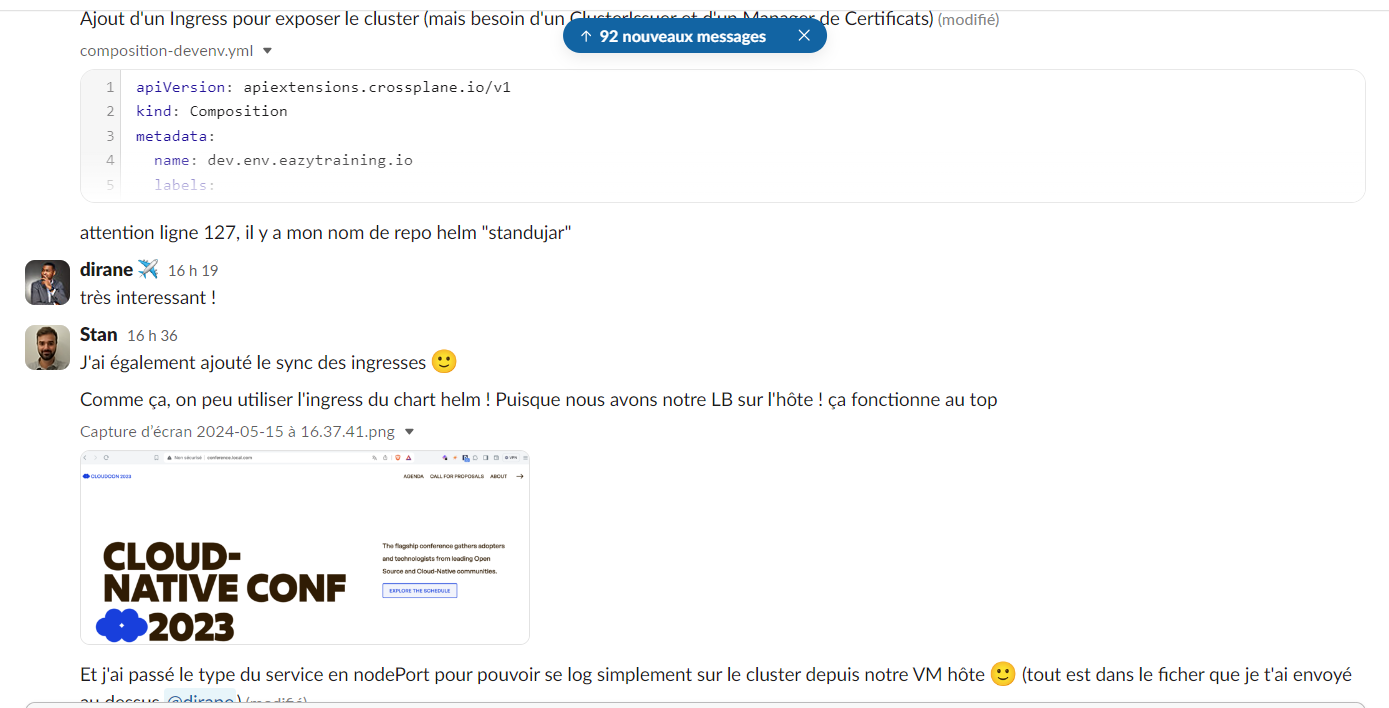 Ajout d'un Ingress pour exposer le cluster (mais besoin d'un ClusterIssuer et d'un Manager de Certificats) (modifié)
↑ 92 nouveaux messages ×
composition-devenv.yml
1 apiVersion: apiextensions.crossplane.io/v1
2 kind: Composition
3 metadata:
4 name: dev.env.eazytraining.io
5 labels:
attention ligne 127, il y a mon nom de repo helm "standujar"
dirane ✈️ 16 h 19
très interessant !
Stan 16 h 36
J'ai également ajouté le sync des ingresses 🙂
Comme ça, on peu utiliser l'ingress du chart helm ! Puisque nous avons notre LB sur l'hôte ! ça fonctionne au top
Capture d'écran 2024-05-15 à 16.37.41.png
Non sécurisé conference.local.com VPN
CLOUDCON 2023 AGENDA CALL FOR PROPOSALS ABOUT →
CLOUD-
NATIVE CONF
2023
The flagship conference gathers adopters
and technologists from leading Open
Source and Cloud-Native communities.
EXPLORE THE SCHEDULE
Et j'ai passé le type du service en nodePort pour pouvoir se log simplement sur le cluster depuis notre VM hôte 🙂 (tout est dans le ficher que je t'ai envoyé
au dessus @dirane) (modifié)